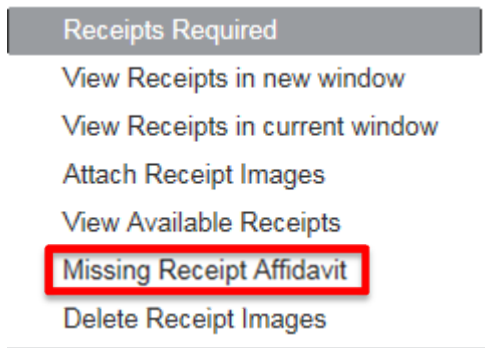 Receipts Required
View Receipts in new window
View Receipts in current window
Attach Receipt Images
View Available Receipts
Missing Receipt Affidavit
Delete Receipt Images